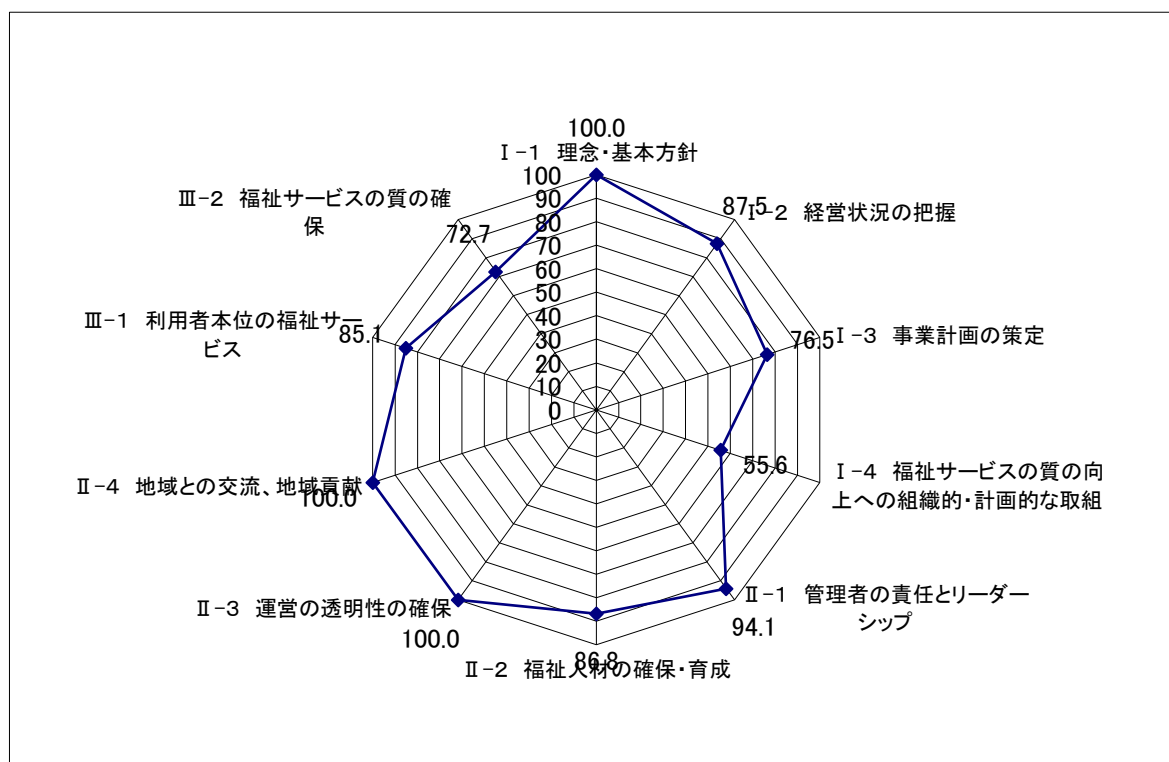 100.0
Ⅰ-1 理念・基本方針
87.5
Ⅰ-2 経営状況の把握
76.5
Ⅰ-3 事業計画の策定
55.6
Ⅰ-4 福祉サービスの質の向
上への組織的・計画的な取組
Ⅱ-1 管理者の責任とリーダー
シップ
94.1
86.8
Ⅱ-2 福祉人材の確保・育成
Ⅱ-3 運営の透明性の確保
100.0
Ⅱ-4 地域との交流、地域貢献
100.0
Ⅲ-1 利用者本位の福祉サー
ビス
85.1
Ⅲ-2 福祉サービスの質の確
保
72.7
100
90
80
70
60
50
40
30
20
10
0